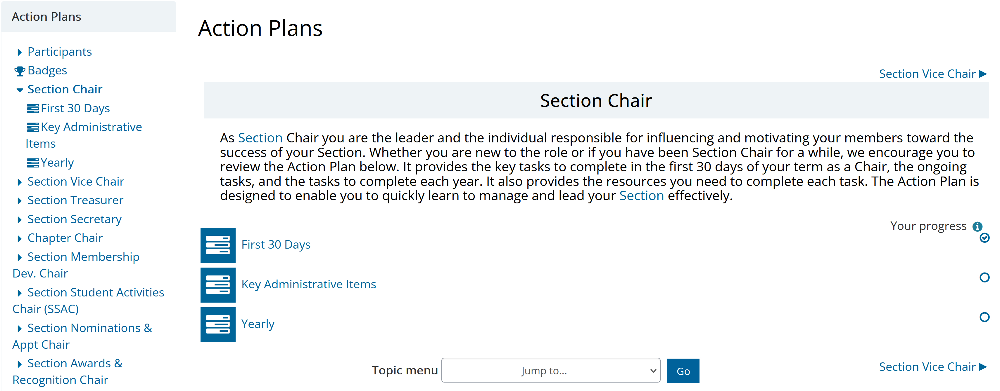 Action Plans
Participants
Badges
Section Chair
First 30 Days
Key Administrative
Items
Yearly
Section Vice Chair
Section Treasurer
Section Secretary
Chapter Chair
Section Membership
Dev. Chair
Section Student Activities
Chair (SSAC)
Section Nominations &
Appt Chair
Section Awards &
Recognition Chair
Action Plans
Section Vice Chair ▶
Section Chair
As Section Chair you are the leader and the individual responsible for influencing and motivating your members toward the
success of your Section. Whether you are new to the role or if you have been Section Chair for a while, we encourage you to
review the Action Plan below. It provides the key tasks to complete in the first 30 days of your term as a Chair, the ongoing
tasks, and the tasks to complete each year. It also provides the resources you need to complete each task. The Action Plan is
designed to enable you to quickly learn to manage and lead your Section effectively.
Your progress
First 30 Days
Key Administrative Items
Yearly
Topic menu Jump to... Go
Section Vice Chair ▶